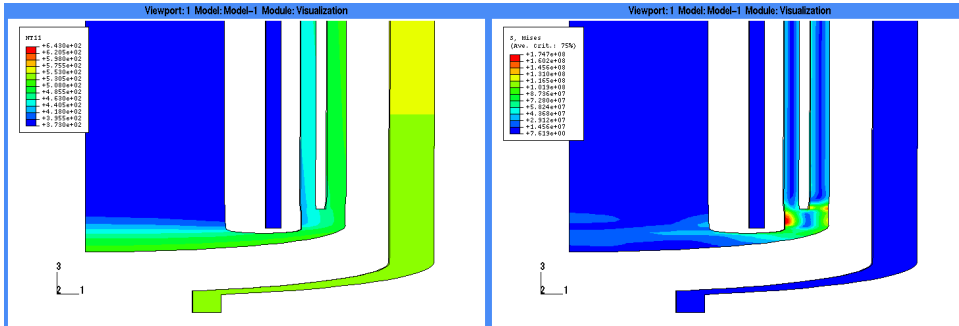 Viewport: 1 Model: Model-1 Module: Visualization
NT11
+6.430e+02
+6.205e+02
+5.980e+02
+5.755e+02
+5.530e+02
+5.305e+02
+5.080e+02
+4.855e+02
+4.630e+02
+4.405e+02
+4.180e+02
+3.955e+02
+3.730e+02
3
2 1
Viewport: 1 Model: Model-1 Module: Visualization
S, Mises
(Ave. Crit.: 75%)
+1.747e+08
+1.602e+08
+1.456e+08
+1.310e+08
+1.165e+08
+1.019e+08
+8.736e+07
+7.280e+07
+5.824e+07
+4.368e+07
+2.912e+07
+1.456e+07
+7.619e+00
3
2 1